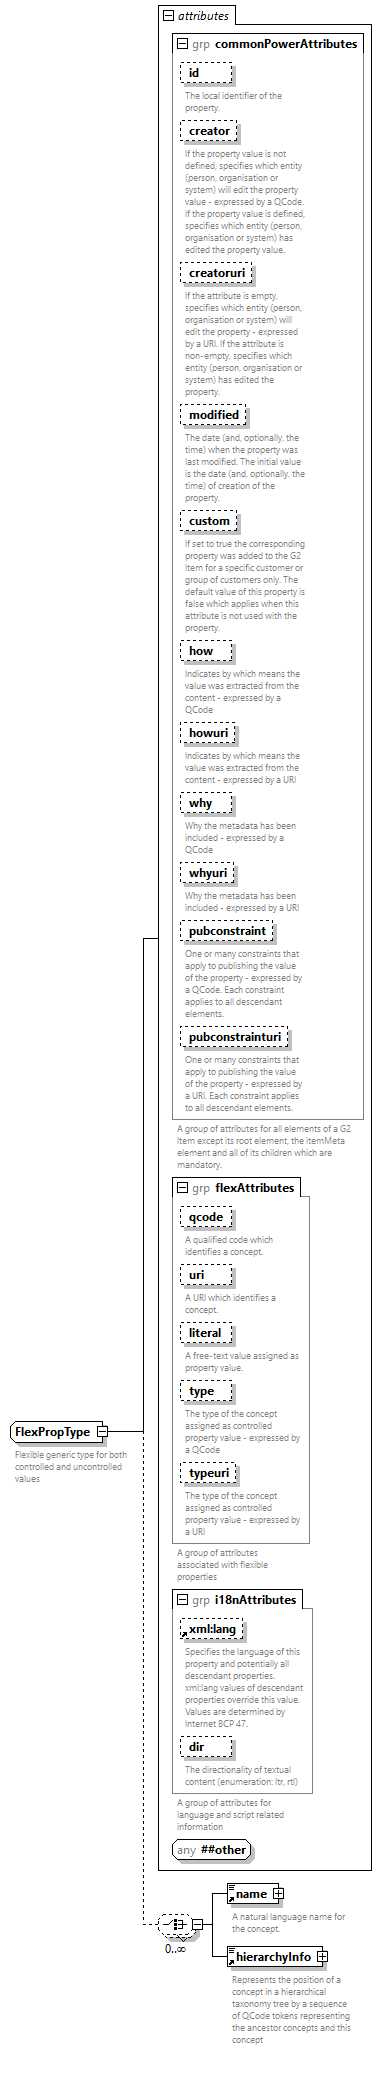 attributes
grp commonPowerAttributes
id
The local identifier of the
property.
creator
If the property value is not
defined, specifies which entity
(person, organisation or
system) will edit the property
value - expressed by a QCode.
If the property value is defined,
specifies which entity (person,
organisation or system) has
edited the property value.
creatoruri
If the attribute is empty,
specifies which entity (person,
organisation or system) will
edit the property - expressed
by a URI. If the attribute is
non-empty, specifies which
entity (person, organisation or
system) has edited the
property.
modified
The date (and, optionally, the
time) when the property was
last modified. The initial value
is the date (and, optionally, the
time) of creation of the
property.
custom
If set to true the corresponding
property was added to the G2
Item for a specific customer or
group of customers only. The
default value of this property is
false which applies when this
attribute is not used with the
property.
how
Indicates by which means the
value was extracted from the
content - expressed by a
QCode
howuri
Indicates by which means the
value was extracted from the
content - expressed by a URI
why
Why the metadata has been
included - expressed by a
QCode
whyuri
Why the metadata has been
included - expressed by a URI
pubconstraint
One or many constraints that
apply to publishing the value
of the property - expressed by
a QCode. Each constraint
applies to all descendant
elements.
pubconstrainturi
One or many constraints that
apply to publishing the value
of the property - expressed by
a URI. Each constraint applies
to all descendant elements.
A group of attributes for all elements of a G2
Item except its root element, the itemMeta
element and all of its children which are
mandatory.
grp flexAttributes
qcode
A qualified code which
identifies a concept.
uri
A URI which identifies a
concept.
literal
A free-text value assigned as
property value.
type
The type of the concept
assigned as controlled
property value - expressed by
a QCode
typeuri
The type of the concept
assigned as controlled
property value - expressed by
a URI
A group of attributes
associated with flexible
properties
FlexPropType
Flexible generic type for both
controlled and uncontrolled
values
grp i18nAttributes
xml:lang
Specifies the language of this
property and potentially all
descendant properties.
xml:lang values of descendant
properties override this value.
Values are determined by
Internet BCP 47.
dir
The directionality of textual
content (enumeration: ltr, rtl)
A group of attributes for
language and script related
information
any ##other
0..∞
name
A natural language name for
the concept.
hierarchyInfo
Represents the position of a
concept in a hierarchical
taxonomy tree by a sequence
of QCode tokens representing
the ancestor concepts and this
concept